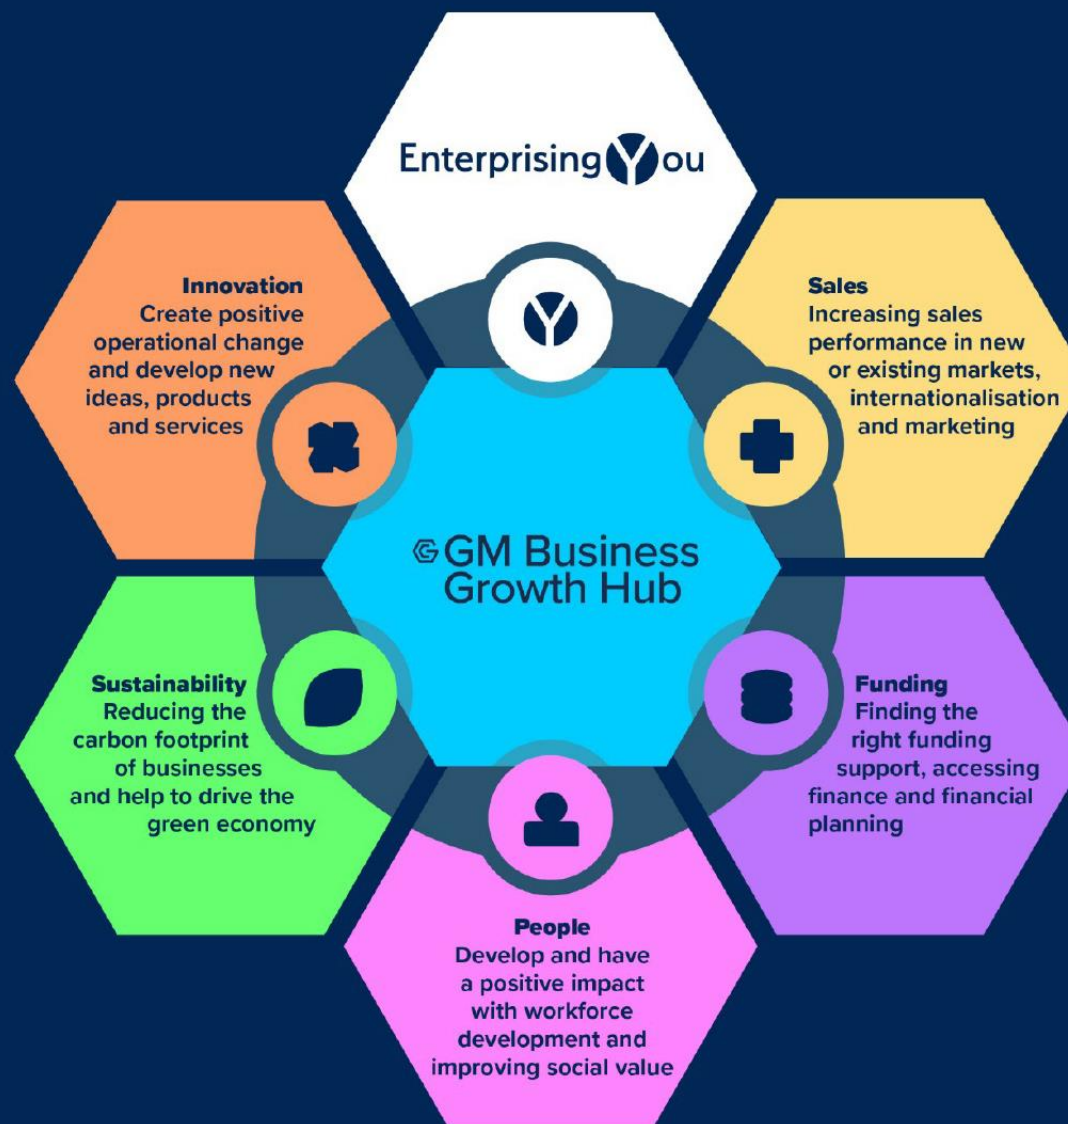 EnterprisingYou
Innovation
Create positive
operational change
and develop new
ideas, products
and services
Sales
Increasing sales
performance in new
or existing markets,
internationalisation
and marketing
GM Business
Growth Hub
Sustainability
Reducing the
carbon footprint
of businesses
and help to drive the
green economy
Funding
Finding the
right funding
support, accessing
finance and financial
planning
People
Develop and have
a positive impact
with workforce
development and
improving social value